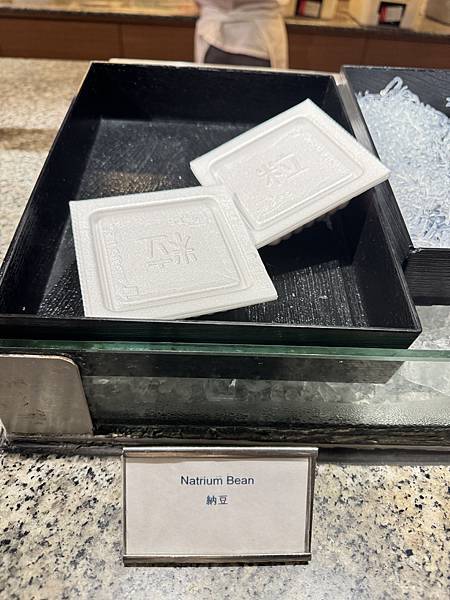 Natrium Bean
納豆